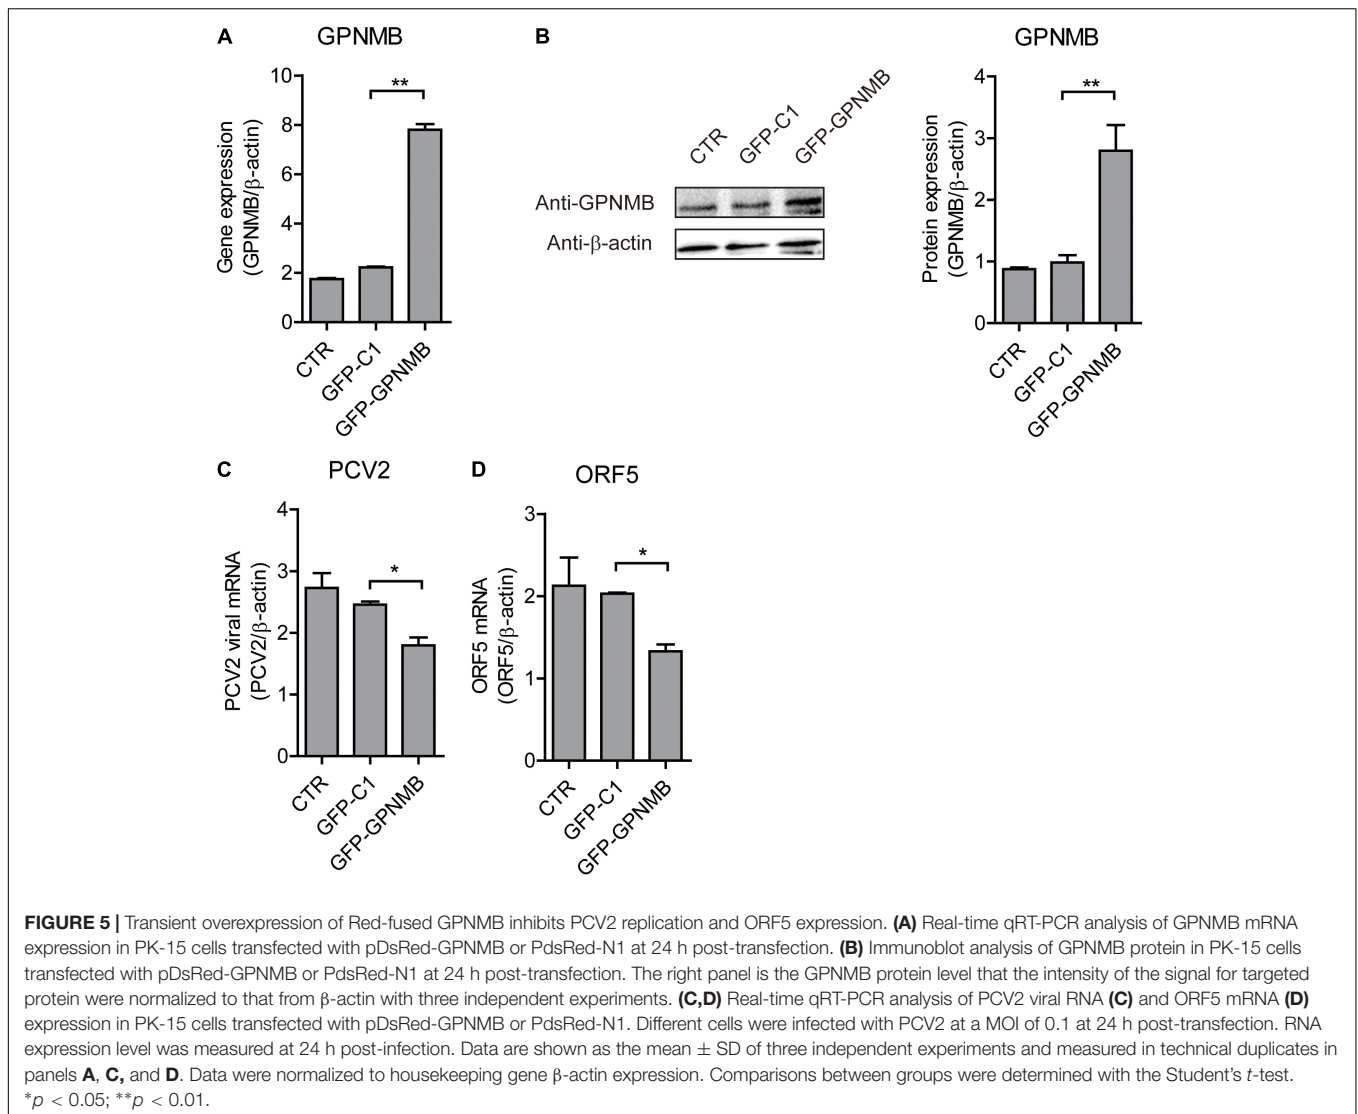 A GPNMB
Gene expression
(GPNMB/β-actin)
10
8
6
4
2
0
**
CTR
GFP-C1
GFP-GPNMB
B
CTR
GFP-C1
GFP-GPNMB
Anti-GPNMB
Anti-β-actin
GPNMB
Protein expression
(GPNMB/β-actin)
4
3
2
1
0
**
CTR
GFP-C1
GFP-GPNMB
C PCV2
PCV2 viral mRNA
(PCV2/β-actin)
4
3
2
1
0
*
CTR
GFP-C1
GFP-GPNMB
D ORF5
ORF5 mRNA
(ORF5/β-actin)
3
2
1
0
*
CTR
GFP-C1
GFP-GPNMB
FIGURE 5 | Transient overexpression of Red-fused GPNMB inhibits PCV2 replication and ORF5 expression. (A) Real-time qRT-PCR analysis of GPNMB mRNA
expression in PK-15 cells transfected with pDsRed-GPNMB or PdsRed-N1 at 24 h post-transfection. (B) Immunoblot analysis of GPNMB protein in PK-15 cells
transfected with pDsRed-GPNMB or PdsRed-N1 at 24 h post-transfection. The right panel is the GPNMB protein level that the intensity of the signal for targeted
protein were normalized to that from β-actin with three independent experiments. (C,D) Real-time qRT-PCR analysis of PCV2 viral RNA (C) and ORF5 mRNA (D)
expression in PK-15 cells transfected with pDsRed-GPNMB or PdsRed-N1. Different cells were infected with PCV2 at a MOI of 0.1 at 24 h post-transfection. RNA
expression level was measured at 24 h post-infection. Data are shown as the mean ± SD of three independent experiments and measured in technical duplicates in
panels A, C, and D. Data were normalized to housekeeping gene β-actin expression. Comparisons between groups were determined with the Student's t-test.
*p < 0.05; **p < 0.01.